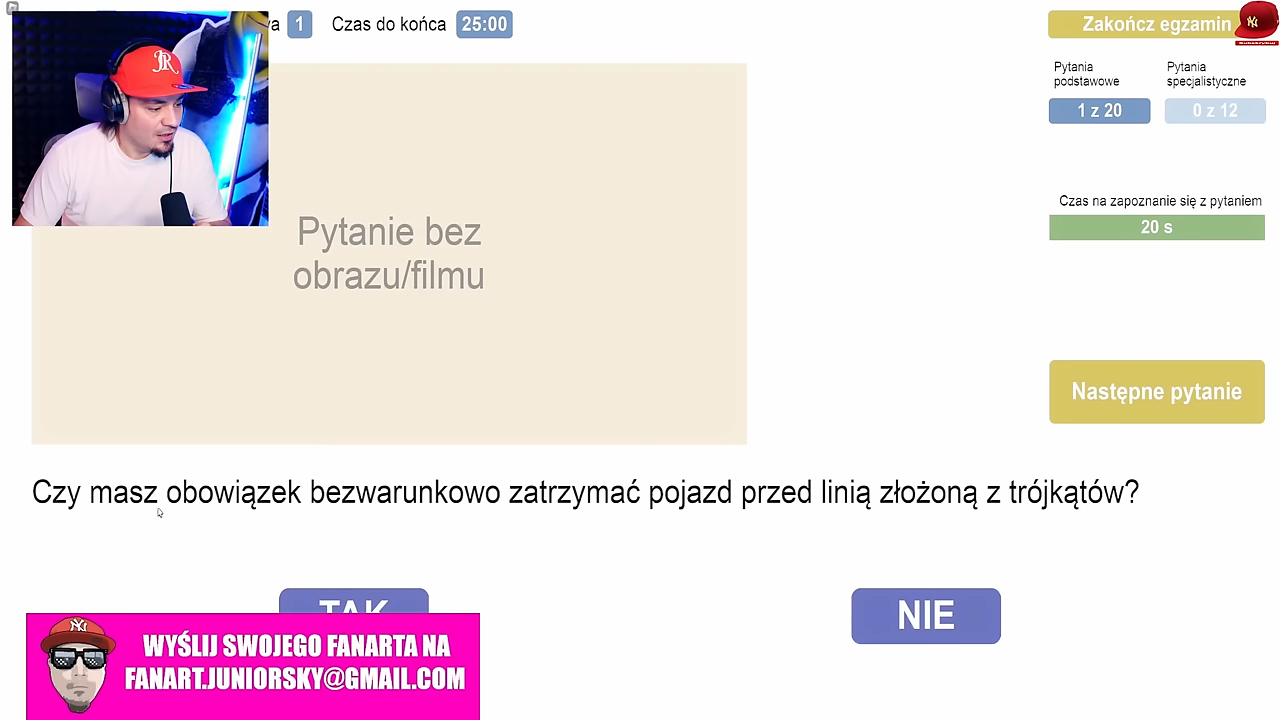 1 Czas do końca 25:00
Zakończ egzamin
Pytania podstawowe
Pytania specjalistyczne
1 z 20
0 z 12
Czas na zapoznanie się z pytaniem
20 s
Pytanie bez
obrazu/filmu
Następne pytanie
Czy masz obowiązek bezwarunkowo zatrzymać pojazd przed linią złożoną z trójkątów?
TAK
NIE
WYŚLIJ SWOJEGO FANARTA NA
FANART.JUNIORSKY@GMAIL.COM